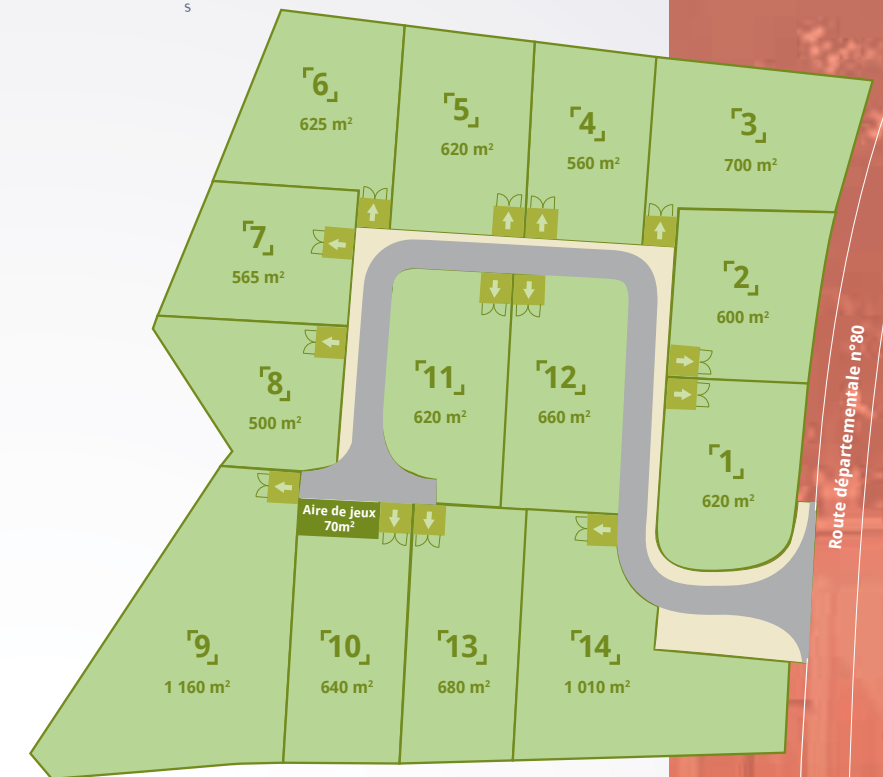 S
6
625 m²
5
620 m²
4
560 m²
3
700 m²
7
565 m²
2
600 m²
8
500 m²
11
620 m²
12
660 m²
1
620 m²
Route départementale n°80
Aire de jeux
70m²
9
1 160 m²
10
640 m²
13
680 m²
14
1 010 m²